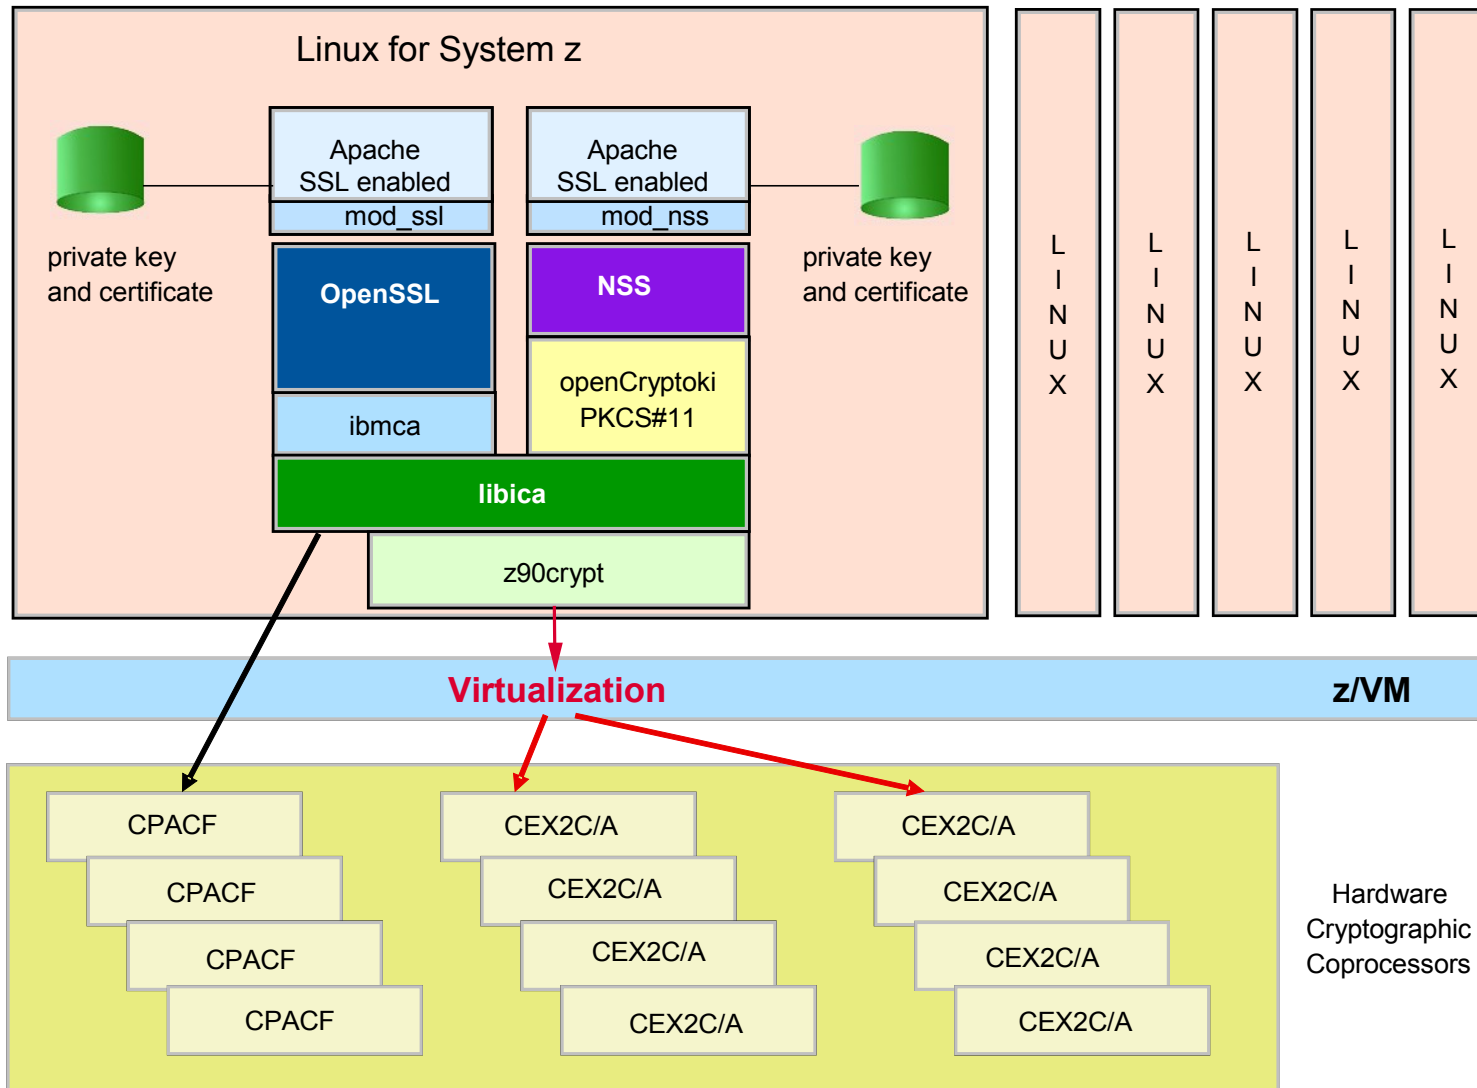 Linux for System z
Apache
SSL enabled
mod_ssl
Apache
SSL enabled
mod_nss
private key
and certificate
private key
and certificate
OpenSSL
NSS
ibmca
openCryptoki
PKCS#11
libica
z90crypt
L
I
N
U
X
L
I
N
U
X
L
I
N
U
X
L
I
N
U
X
L
I
N
U
X
Virtualization
z/VM
CPACF
CPACF
CPACF
CPACF
CEX2C/A
CEX2C/A
CEX2C/A
CEX2C/A
CEX2C/A
CEX2C/A
CEX2C/A
CEX2C/A
Hardware
Cryptographic
Coprocessors